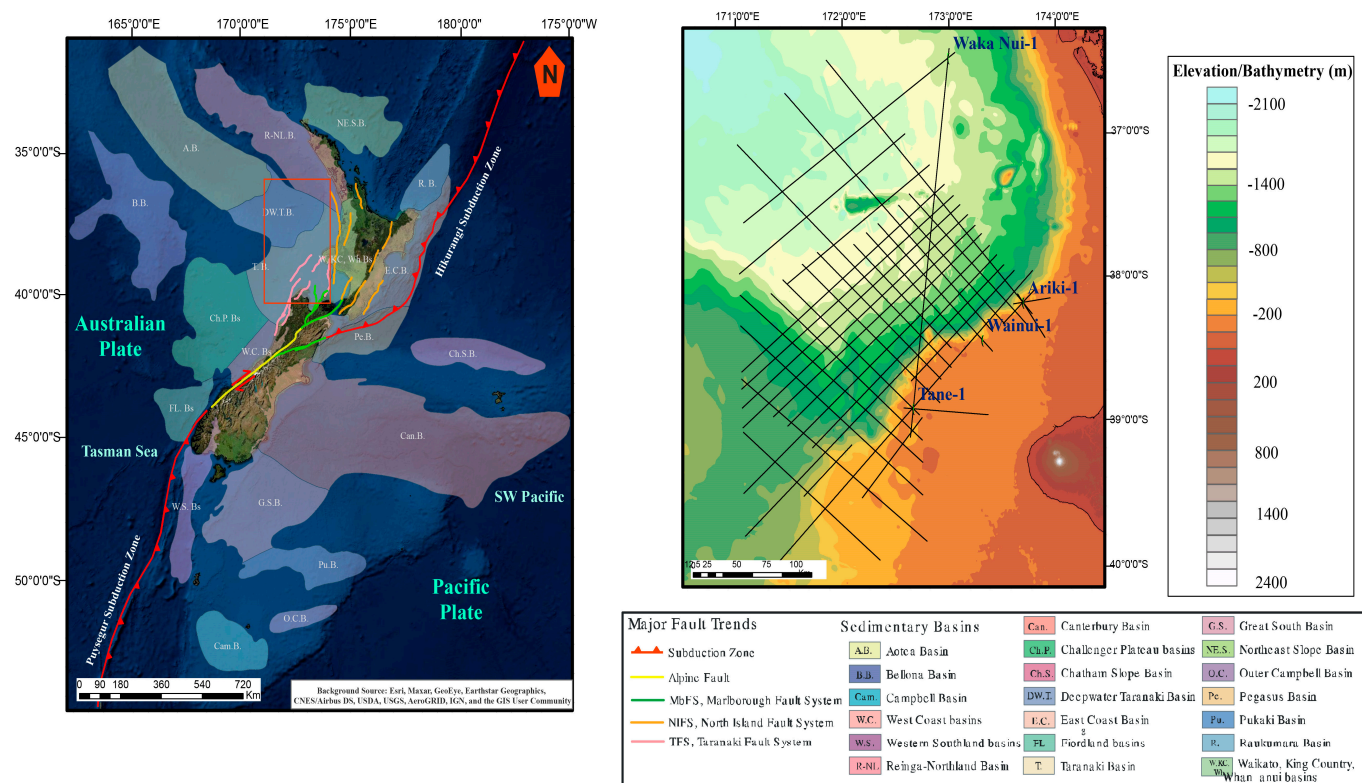 165°0'0"E
170°0'0"E
175°0'0"E
180°0'0"E
175°0'0"W
35°0'0"S
40°0'0"S
45°0'0"S
50°0'0"S
N
NE.S.B.
R-NL.B.
A.B.
R. B.
B.B.
DW.T.B.
T. B.
E.C.B.
Hikurangi Subduction Zone
Australian
Plate
Ch.P. Bs
Pe.B.
W.C. Bs
Ch.S.B.
FL. Bs
Can.B.
Tasman Sea
SW Pacific
G.S.B.
W.S. Bs
Pu.B.
Puysegur Subduction Zone
Pacific
Plate
O.C.B.
Cam.B.
0 90 180 360 540 720
Km
Background Source: Esri, Maxar, GeoEye, Earthstar Geographics,
CNES/Airbus DS, USDA, USGS, AeroGRID, IGN, and the GIS User Community
171°0'0"E
172°0'0"E
173°0'0"E
174°0'0"E
37°0'0"S
38°0'0"S
39°0'0"S
40°0'0"S
Waka Nui-1
Ariki-1
Wainui-1
Tane-1
25 50 75 100
Elevation/Bathymetry (m)
-2100
-1400
-800
-200
200
800
1400
2400
Major Fault Trends
Subduction Zone
Alpine Fault
MbFS, Marlborough Fault System
NIFS, North Island Fault System
TFS, Taranaki Fault System
Sedimentary Basins
A.B. Aotea Basin
B.B. Bellona Basin
Cam. Campbell Basin
W.C. West Coast basins
W.S. Western Southland basins
R-NL Reinga-Northland Basin
Can. Canterbury Basin
Ch.P. Challenger Plateau basins
Ch.S. Chatham Slope Basin
DW.T. Deepwater Taranaki Basin
E.C. East Coast Basin
FL Fiordland basins
T. Taranaki Basin
G.S. Great South Basin
NE.S. Northeast Slope Basin
O.C. Outer Campbell Basin
Pe. Pegasus Basin
Pu. Pukaki Basin
R. Raukumara Basin
W.KC. Waikato, King Country,
Whanganui basins